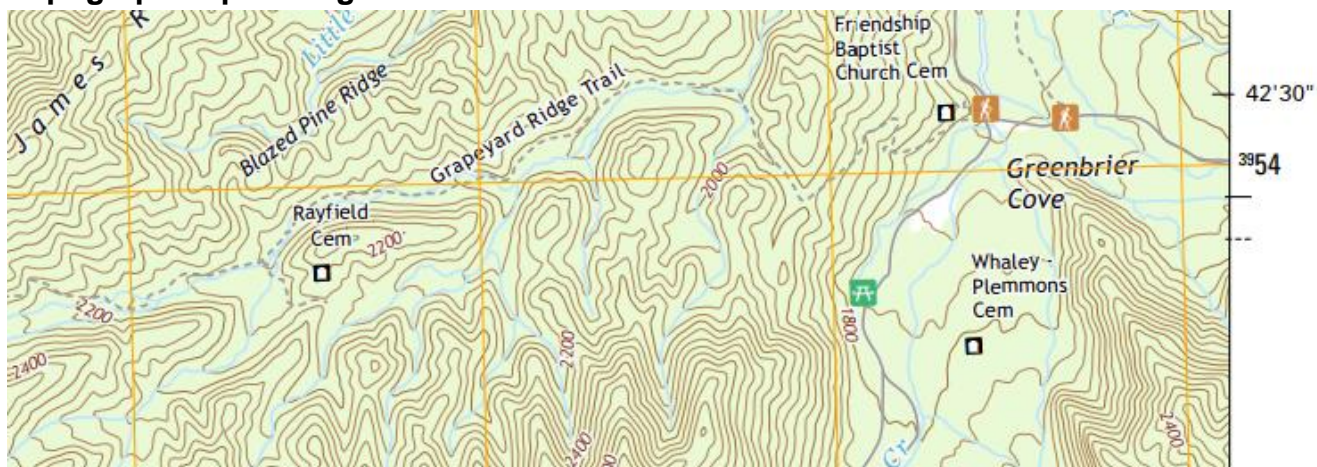 Little
James
Blazed Pine Ridge
Grapeyard Ridge Trail
Friendship
Baptist
Church Cem
42'30"
3954
Greenbrier
Cove
2000
Rayfield
Cem
2200
2200
2400
Whaley -
Plemmons
Cem
1800
2200
2400
2400
Cr